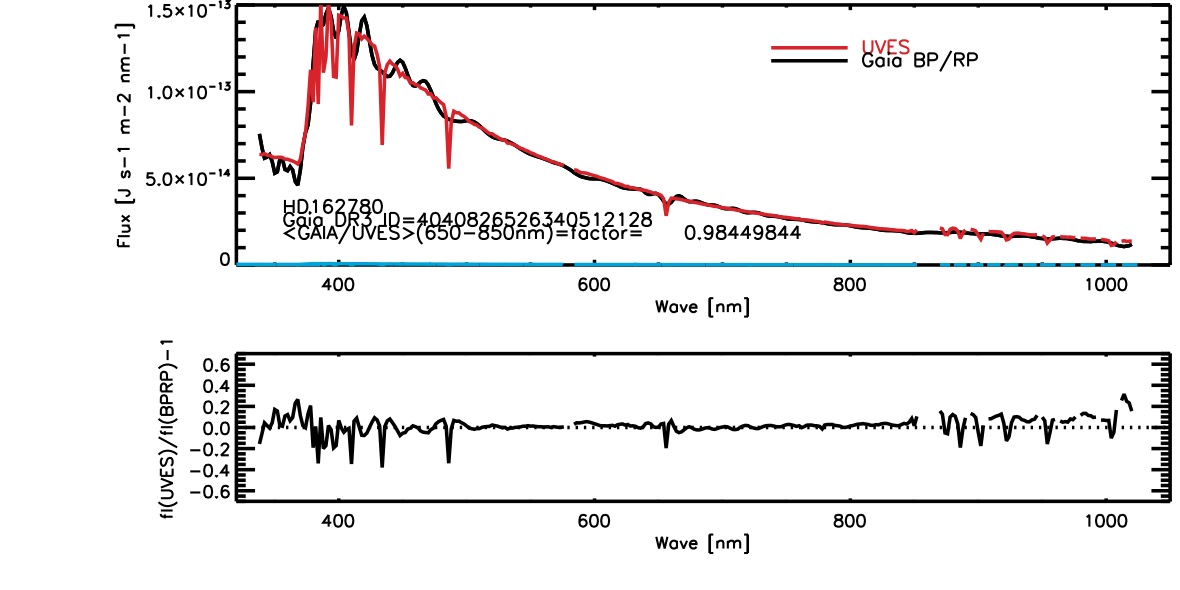 1.5×10−13
1.0×10−13
5.0×10−14
0
Flux [J s−1 m−2 nm−1]
UVES
Gaia BP/RP
HD162780
Gaia DR3 ID=4040826526340512128
<GAIA/UVES>(650−850nm)=factor= 0.98449844
400 600 800 1000
Wave [nm]
0.6
0.4
0.2
0.0
−0.2
−0.4
−0.6
fl(UVES)/fl(BPRP)−1
400 600 800 1000
Wave [nm]